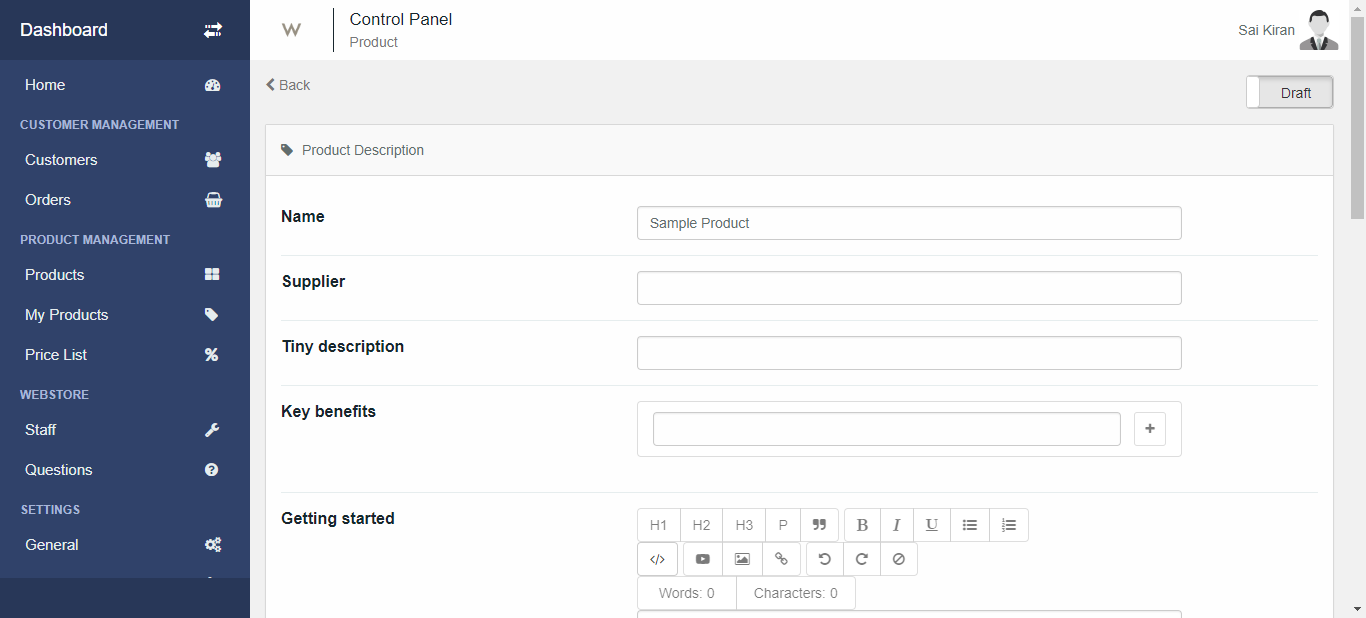 Dashboard
Home
CUSTOMER MANAGEMENT
Customers
Orders
PRODUCT MANAGEMENT
Products
My Products
Price List
WEBSTORE
Staff
Questions
SETTINGS
General
W
Control Panel
Product
Sai Kiran
Back
Draft
Product Description
Name
Sample Product
Supplier
Tiny description
Key benefits
+
Getting started
H1 H2 H3 P B I U
Words: 0 Characters: 0